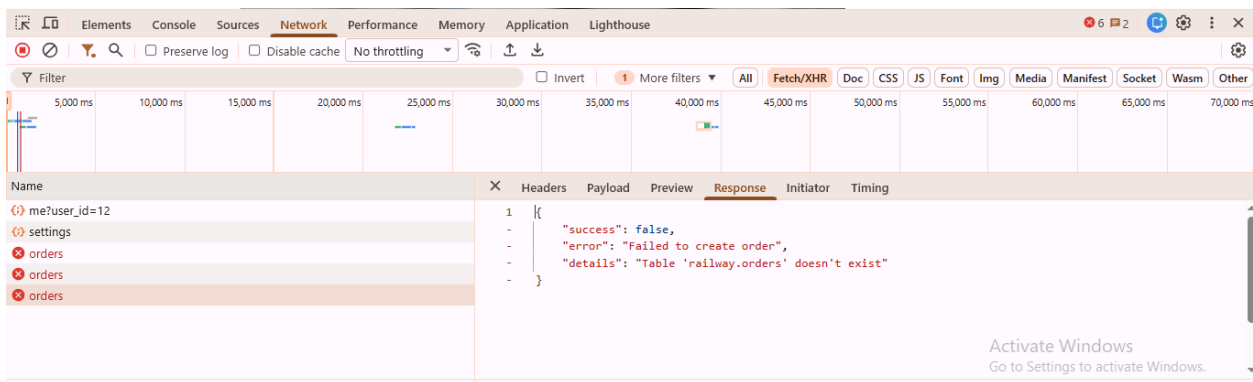 Elements Console Sources Network Performance Memory Application Lighthouse 6 2
Preserve log Disable cache No throttling
Filter Invert 1 More filters All Fetch/XHR Doc CSS JS Font Img Media Manifest Socket Wasm Other
5,000 ms 10,000 ms 15,000 ms 20,000 ms 25,000 ms 30,000 ms 35,000 ms 40,000 ms 45,000 ms 50,000 ms 55,000 ms 60,000 ms 65,000 ms 70,000 ms
Name
me?user_id=12
settings
orders
orders
orders
Headers Payload Preview Response Initiator Timing
1 {
- "success": false,
- "error": "Failed to create order",
- "details": "Table 'railway.orders' doesn't exist"
- }
Activate Windows
Go to Settings to activate Windows.